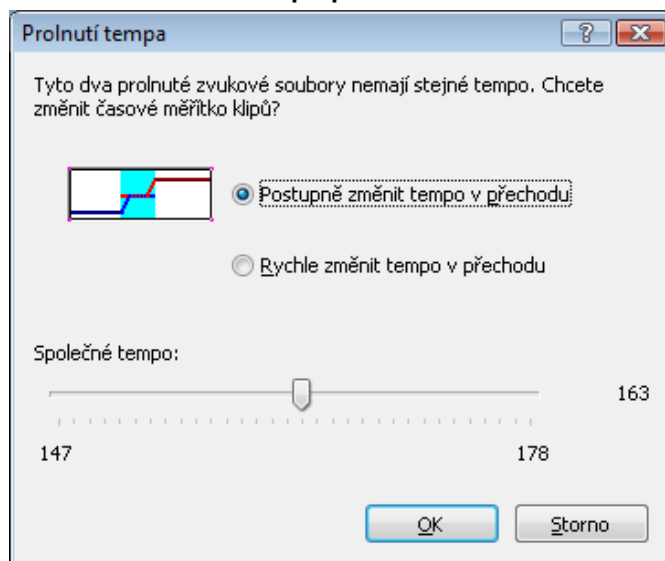 Prolnutí tempa
Tyto dva prolnuté zvukové soubory nemají stejné tempo. Chcete
změnit časové měřítko klipů?
Postupně změnit tempo v přechodu
Rychle změnit tempo v přechodu
Společné tempo:
163
147 178
OK Storno